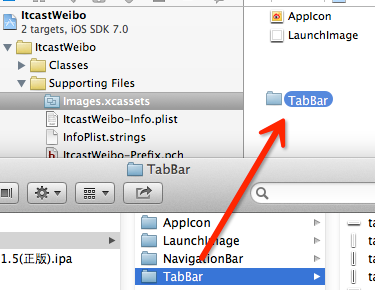 ItcastWeibo
2 targets, iOS SDK 7.0
ItcastWeibo
Classes
Supporting Files
Images.xcassets
ItcastWeibo-Info.plist
InfoPlist.strings
ItcastWeibo-Prefix.pch
AppIcon
LaunchImage
TabBar
TabBar
AppIcon
LaunchImage
NavigationBar
TabBar
1.5(正版).ipa
ta
ta
ta
ta